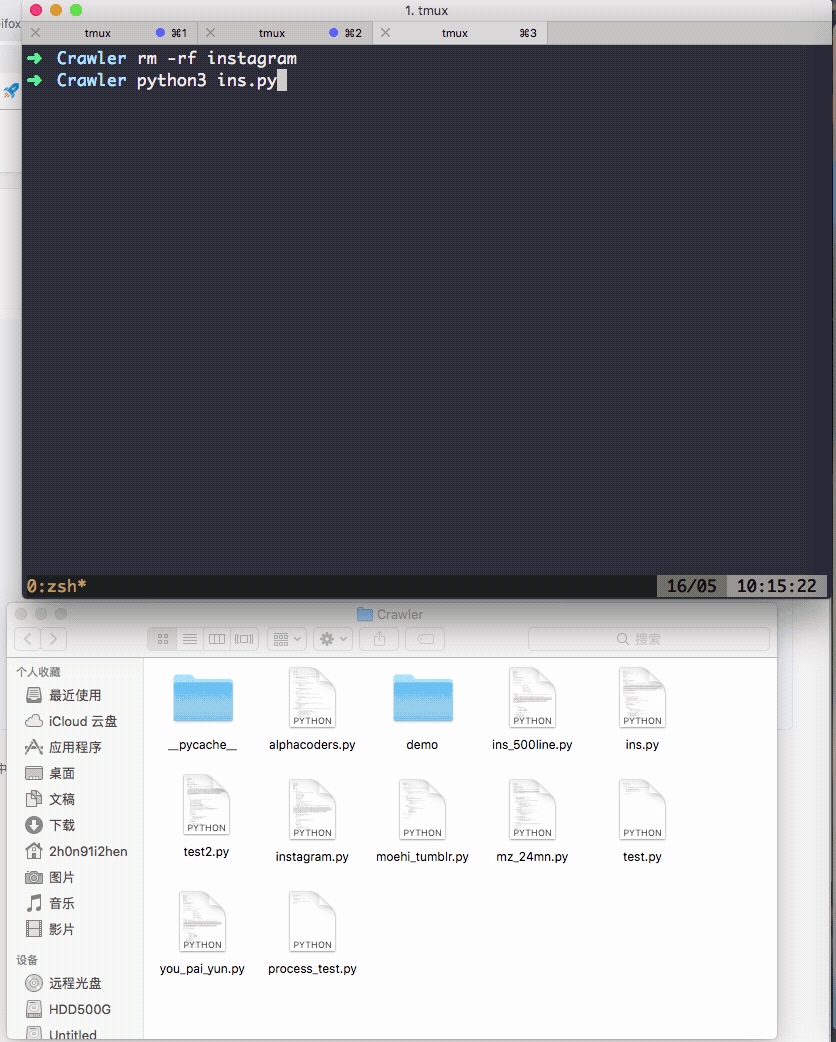 1. tmux
tmux ⌘1 tmux ⌘2 tmux ⌘3
➜ Crawler rm -rf instagram
➜ Crawler python3 ins.py
0:zsh* 16/05 10:15:22
Crawler
搜索
个人收藏
最近使用
iCloud 云盘
应用程序
桌面
文稿
下载
2h0n91i2hen
图片
音乐
影片
设备
远程光盘
HDD500G
Untitled
__pycache__
PYTHON
alphacoders.py
demo
PYTHON
ins_500line.py
PYTHON
ins.py
PYTHON
test2.py
PYTHON
instagram.py
PYTHON
moehi_tumblr.py
PYTHON
mz_24mn.py
PYTHON
test.py
PYTHON
you_pai_yun.py
PYTHON
process_test.py